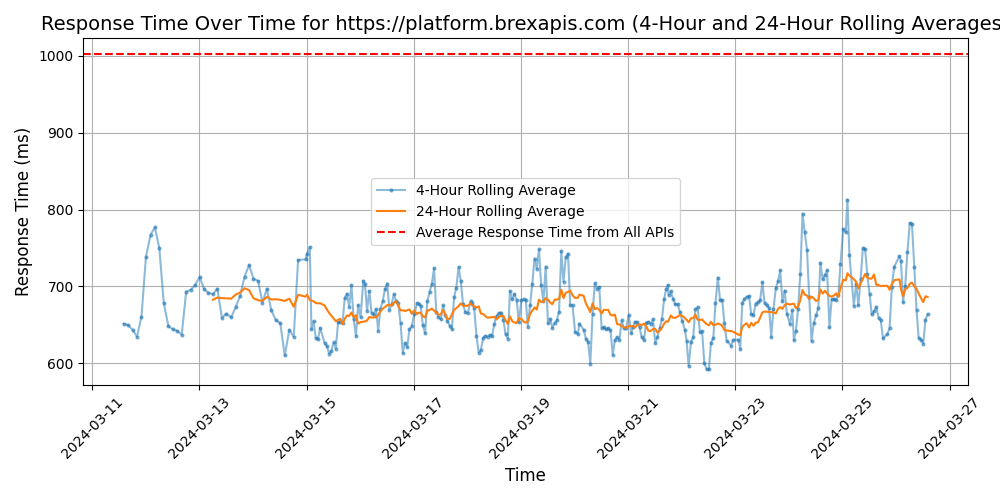 Response Time Over Time for https://platform.brexapis.com (4-Hour and 24-Hour Rolling Averages
Response Time (ms)
1000
900
800
700
600
4-Hour Rolling Average
24-Hour Rolling Average
Average Response Time from All APIs
2024-03-11
2024-03-13
2024-03-15
2024-03-17
2024-03-19
2024-03-21
2024-03-23
2024-03-25
2024-03-27
Time